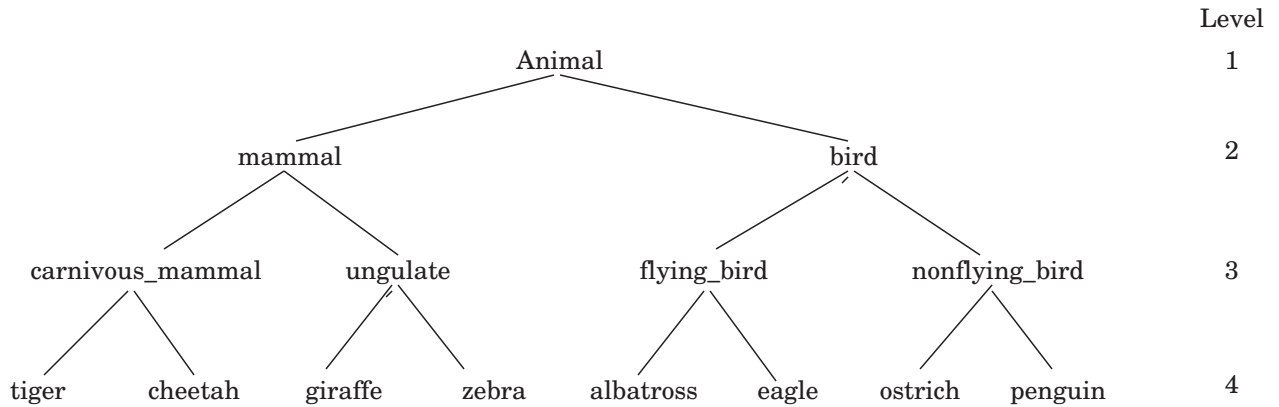 Level
Animal 1
mammal bird 2
carnivous_mammal ungulate flying_bird nonflying_bird 3
tiger cheetah giraffe zebra albatross eagle ostrich penguin 4